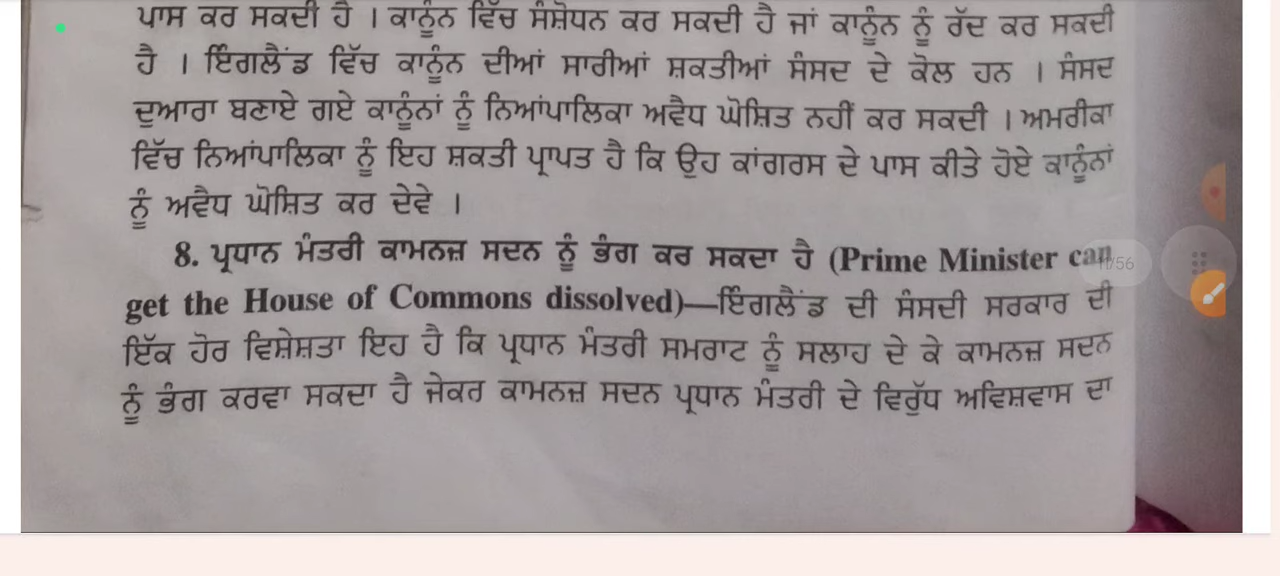 ਪਾਸ ਕਰ ਸਕਦੀ ਹੈ । ਕਾਨੂੰਨ ਵਿੱਚ ਸੰਸ਼ੋਧਨ ਕਰ ਸਕਦੀ ਹੈ ਜਾਂ ਕਾਨੂੰਨ ਨੂੰ ਰੱਦ ਕਰ ਸਕਦੀ
ਹੈ । ਇੰਗਲੈਂਡ ਵਿੱਚ ਕਾਨੂੰਨ ਦੀਆਂ ਸਾਰੀਆਂ ਸ਼ਕਤੀਆਂ ਸੰਸਦ ਦੇ ਕੋਲ ਹਨ । ਸੰਸਦ
ਦੁਆਰਾ ਬਣਾਏ ਗਏ ਕਾਨੂੰਨਾਂ ਨੂੰ ਨਿਆਂਪਾਲਿਕਾ ਅਵੈਧ ਘੋਸ਼ਿਤ ਨਹੀਂ ਕਰ ਸਕਦੀ । ਅਮਰੀਕਾ
ਵਿੱਚ ਨਿਆਂਪਾਲਿਕਾ ਨੂੰ ਇਹ ਸ਼ਕਤੀ ਪ੍ਰਾਪਤ ਹੈ ਕਿ ਉਹ ਕਾਂਗਰਸ ਦੇ ਪਾਸ ਕੀਤੇ ਹੋਏ ਕਾਨੂੰਨਾਂ
ਨੂੰ ਅਵੈਧ ਘੋਸ਼ਿਤ ਕਰ ਦੇਵੇ ।
8. ਪ੍ਰਧਾਨ ਮੰਤਰੀ ਕਾਮਨਜ਼ ਸਦਨ ਨੂੰ ਭੰਗ ਕਰ ਸਕਦਾ ਹੈ (Prime Minister can
11/56
get the House of Commons dissolved)—ਇੰਗਲੈਂਡ ਦੀ ਸੰਸਦੀ ਸਰਕਾਰ ਦੀ
ਇੱਕ ਹੋਰ ਵਿਸ਼ੇਸ਼ਤਾ ਇਹ ਹੈ ਕਿ ਪ੍ਰਧਾਨ ਮੰਤਰੀ ਸਮਰਾਟ ਨੂੰ ਸਲਾਹ ਦੇ ਕੇ ਕਾਮਨਜ਼ ਸਦਨ
ਨੂੰ ਭੰਗ ਕਰਵਾ ਸਕਦਾ ਹੈ ਜੇਕਰ ਕਾਮਨਜ਼ ਸਦਨ ਪ੍ਰਧਾਨ ਮੰਤਰੀ ਦੇ ਵਿਰੁੱਧ ਅਵਿਸ਼ਵਾਸ ਦਾ